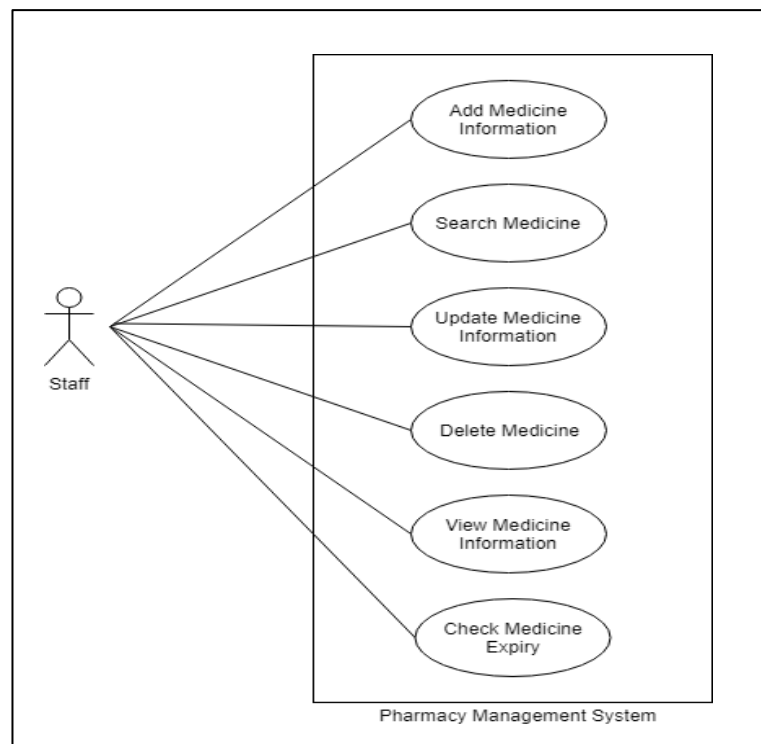 Add Medicine
Information
Search Medicine
Update Medicine
Information
Staff
Delete Medicine
View Medicine
Information
Check Medicine
Expiry
Pharmacy Management System